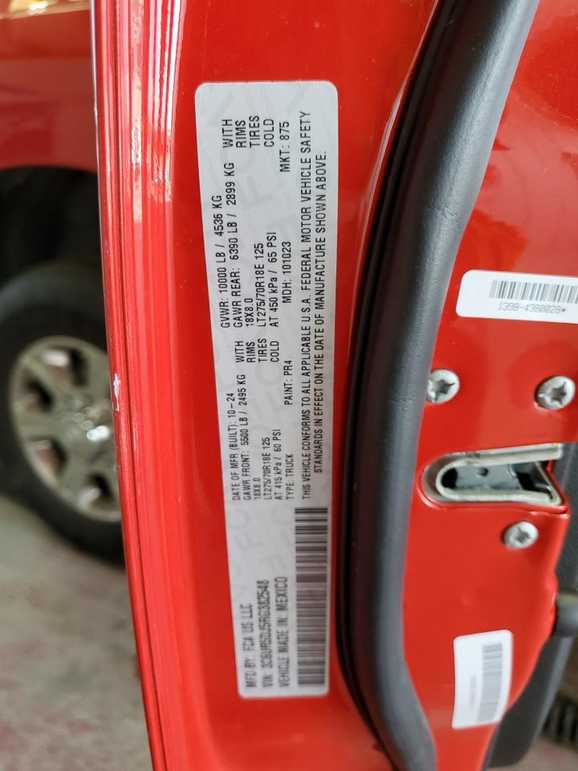 MFD BY: FCA US LLC
DATE OF MFR (BUILT): 10-24
GVWR: 10000 LB / 4536 KG
GAWR FRONT: 5500 LB / 2495 KG
WITH
GAWR REAR: 6390 LB / 2899 KG
WITH
18X8.0
RIMS
18X8.0
RIMS
LT275/70R18E 125
TIRES
LT275/70R18E 125
TIRES
AT 415 kPa / 60 PSI
COLD
AT 450 kPa / 65 PSI
COLD
TYPE: TRUCK
PAINT: PR4
MDH: 101023
MKT: 875
VEHICLE MADE IN: MEXICO
THIS VEHICLE CONFORMS TO ALL APPLICABLE U.S.A. FEDERAL MOTOR VEHICLE SAFETY
STANDARDS IN EFFECT ON THE DATE OF MANUFACTURE SHOWN ABOVE.